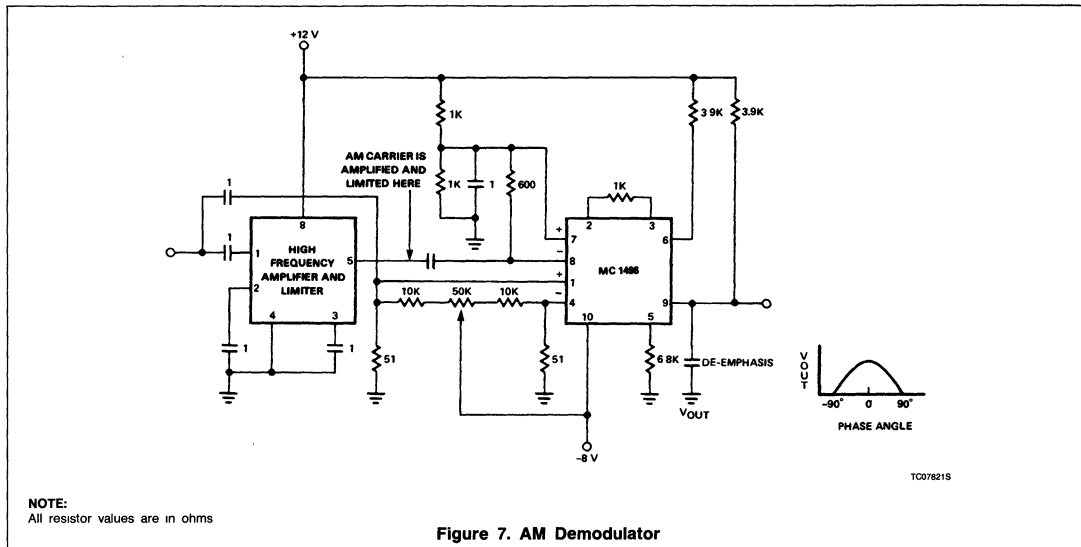 +12 V
1K
3 9K
3.9K
AM CARRIER IS
AMPLIFIED AND
LIMITED HERE
1K
1
600
1K
1
1
8
HIGH
FREQUENCY
AMPLIFIER AND
LIMITER
1
2
5
4
3
1
1
+
7
−
8
+
1
−
4
10
2
3
6
MC 1496
9
5
10K
50K
10K
51
51
6 8K
DE-EMPHASIS
VOUT
-8 V
VOUT
-90°
0
90°
PHASE ANGLE
TC07821S
NOTE:
All resistor values are in ohms
Figure 7. AM Demodulator